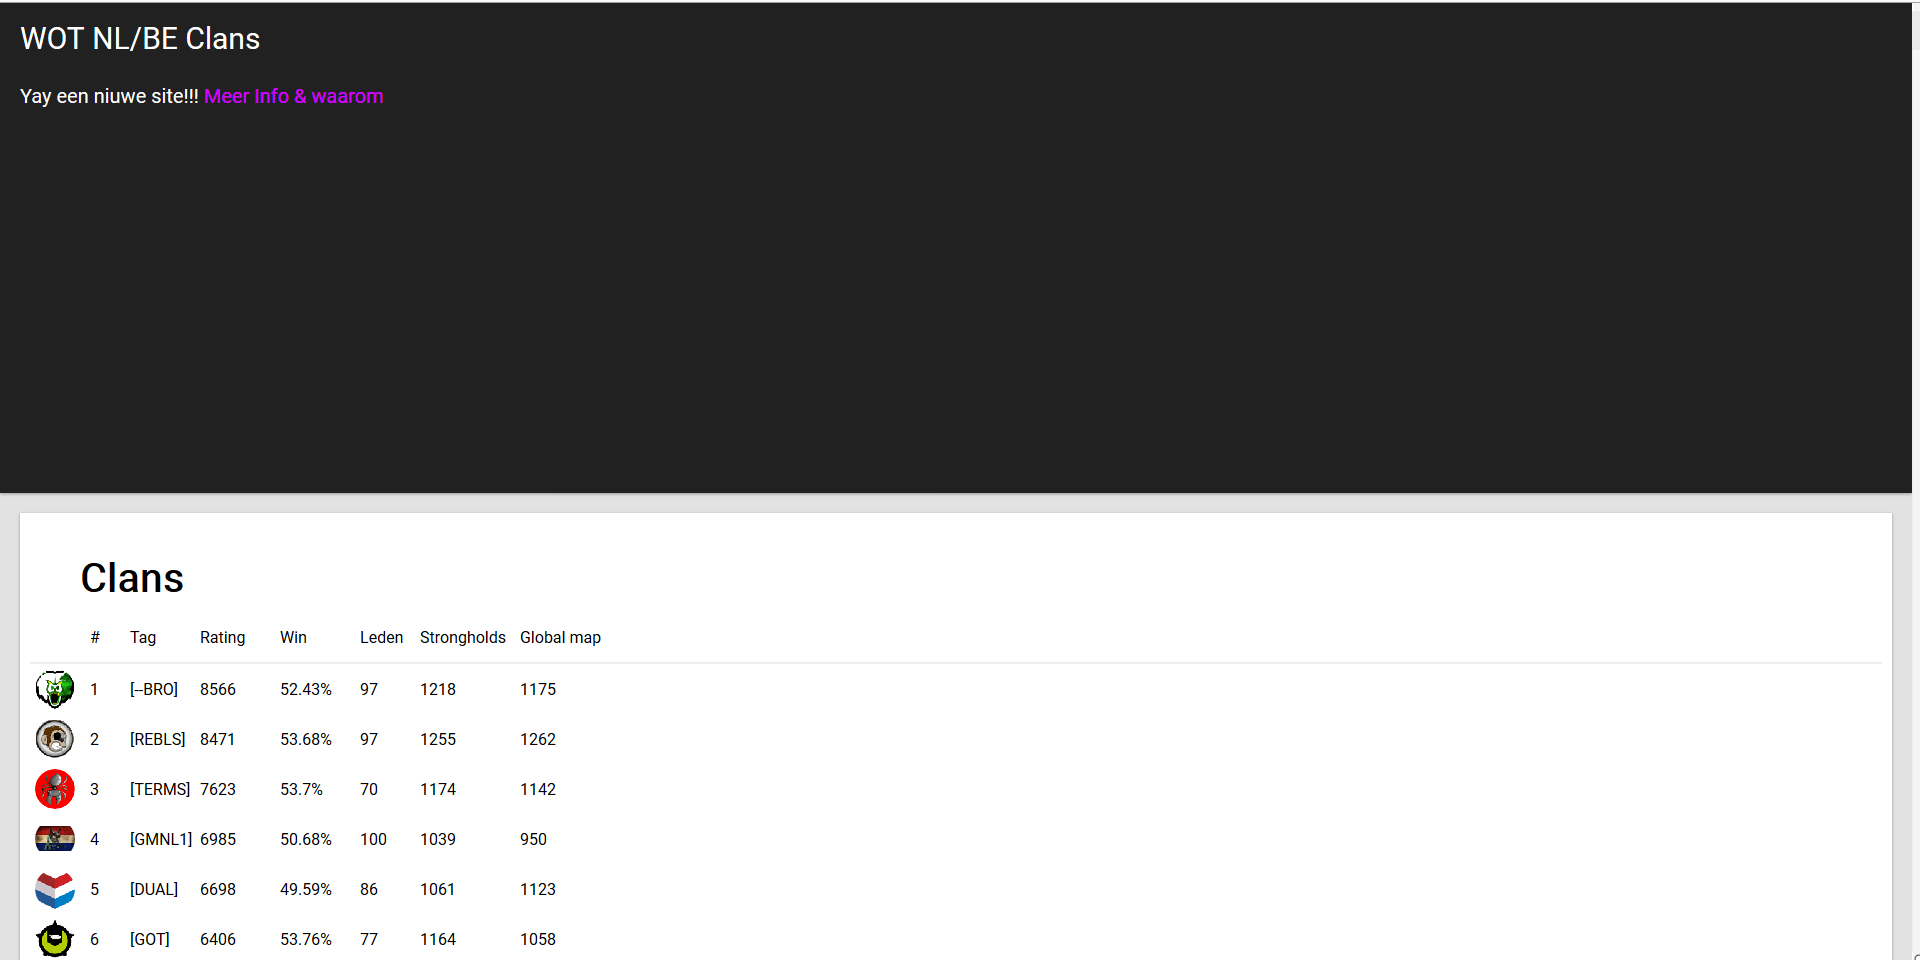 WOT NL/BE Clans
Yay een niuwe site!!! Meer Info & waarom
Clans
# Tag Rating Win Leden Strongholds Global map
1 [--BRO] 8566 52.43% 97 1218 1175
2 [REBLS] 8471 53.68% 97 1255 1262
3 [TERMS] 7623 53.7% 70 1174 1142
4 [GMNL1] 6985 50.68% 100 1039 950
5 [DUAL] 6698 49.59% 86 1061 1123
6 [GOT] 6406 53.76% 77 1164 1058